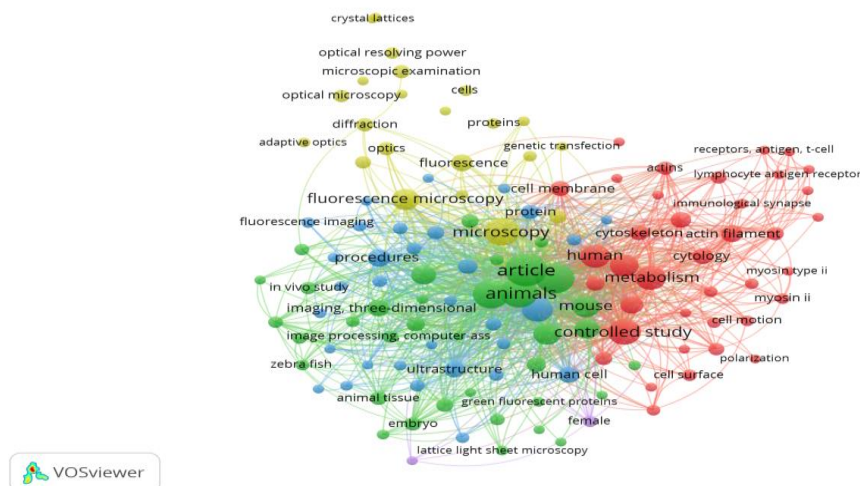 crystal lattices
optical resolving power
microscopic examination
optical microscopy
cells
diffraction
proteins
adaptive optics
optics
genetic transfection
receptors, antigen, t-cell
fluorescence
actins
lymphocyte antigen receptor
cell membrane
fluorescence microscopy
immunological synapse
protein
fluorescence imaging
microscopy
cytoskeleton
actin filament
procedures
human
cytology
article
metabolism
myosin type ii
in vivo study
animals
myosin ii
imaging, three-dimensional
mouse
cell motion
image processing, computer-ass
controlled study
zebra fish
ultrastructure
human cell
cell surface
polarization
animal tissue
green fluorescent proteins
embryo
female
lattice light sheet microscopy
VOSviewer